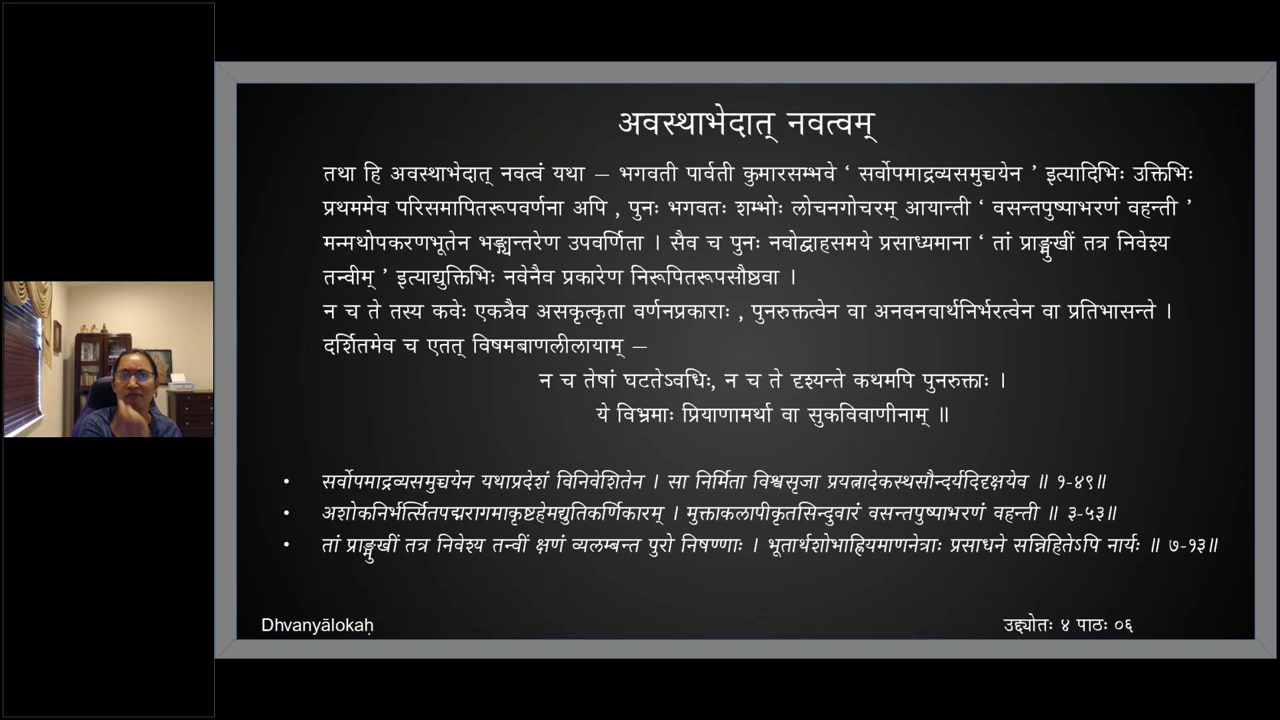 अवस्थाभेदात् नवत्वम्
तथा हि अवस्थाभेदात् नवत्वं यथा – भगवती पार्वती कुमारसम्भवे ‘ सर्वोपमाद्रव्यसमुच्चयेन ’ इत्यादिभिः उक्तिभिः
प्रथममेव परिसमापितरूपवर्णना अपि , पुनः भगवतः शम्भोः लोचनगोचरम् आयान्ती ‘ वसन्तपुष्पाभरणं वहन्ती ’
मन्मथोपकरणभूतेन भङ्ग्यन्तरेण उपवर्णिता । सैव च पुनः नवोद्वाहसमये प्रसाध्यमाना ‘ तां प्राङ्मुखीं तत्र निवेश्य
तन्वीम् ’ इत्याद्युक्तिभिः नवेनैव प्रकारेण निरूपितरूपसौष्ठवा ।
न च ते तस्य कवेः एकत्रैव असकृत्कृता वर्णनप्रकाराः , पुनरुक्तत्वेन वा अनवनवार्थनिर्भरत्वेन वा प्रतिभासन्ते ।
दर्शितमेव च एतत् विषमबाणलीलायाम् –
न च तेषां घटतेऽवधिः, न च ते दृश्यन्ते कथमपि पुनरुक्ताः ।
ये विभ्रमाः प्रियाणामर्था वा सुकविवाणीनाम् ॥
• सर्वोपमाद्रव्यसमुच्चयेन यथाप्रदेशं विनिवेशितेन । सा निर्मिता विश्वसृजा प्रयत्नादेकस्थसौन्दर्यदिदृक्षयेव ॥ १-४९॥
• अशोकनिर्भर्त्सितपद्मरागमाकृष्टहेमद्युतिकर्णिकारम् । मुक्ताकलापीकृतसिन्दुवारं वसन्तपुष्पाभरणं वहन्ती ॥ ३-५३॥
• तां प्राङ्मुखीं तत्र निवेश्य तन्वीं क्षणं व्यलम्बन्त पुरो निषण्णाः । भूतार्थशोभाह्रियमाणनेत्राः प्रसाधने सन्निहितेऽपि नार्यः ॥ ७-१३॥
Dhvanyālokaḥ
उद्द्योतः ४ पाठः ०६